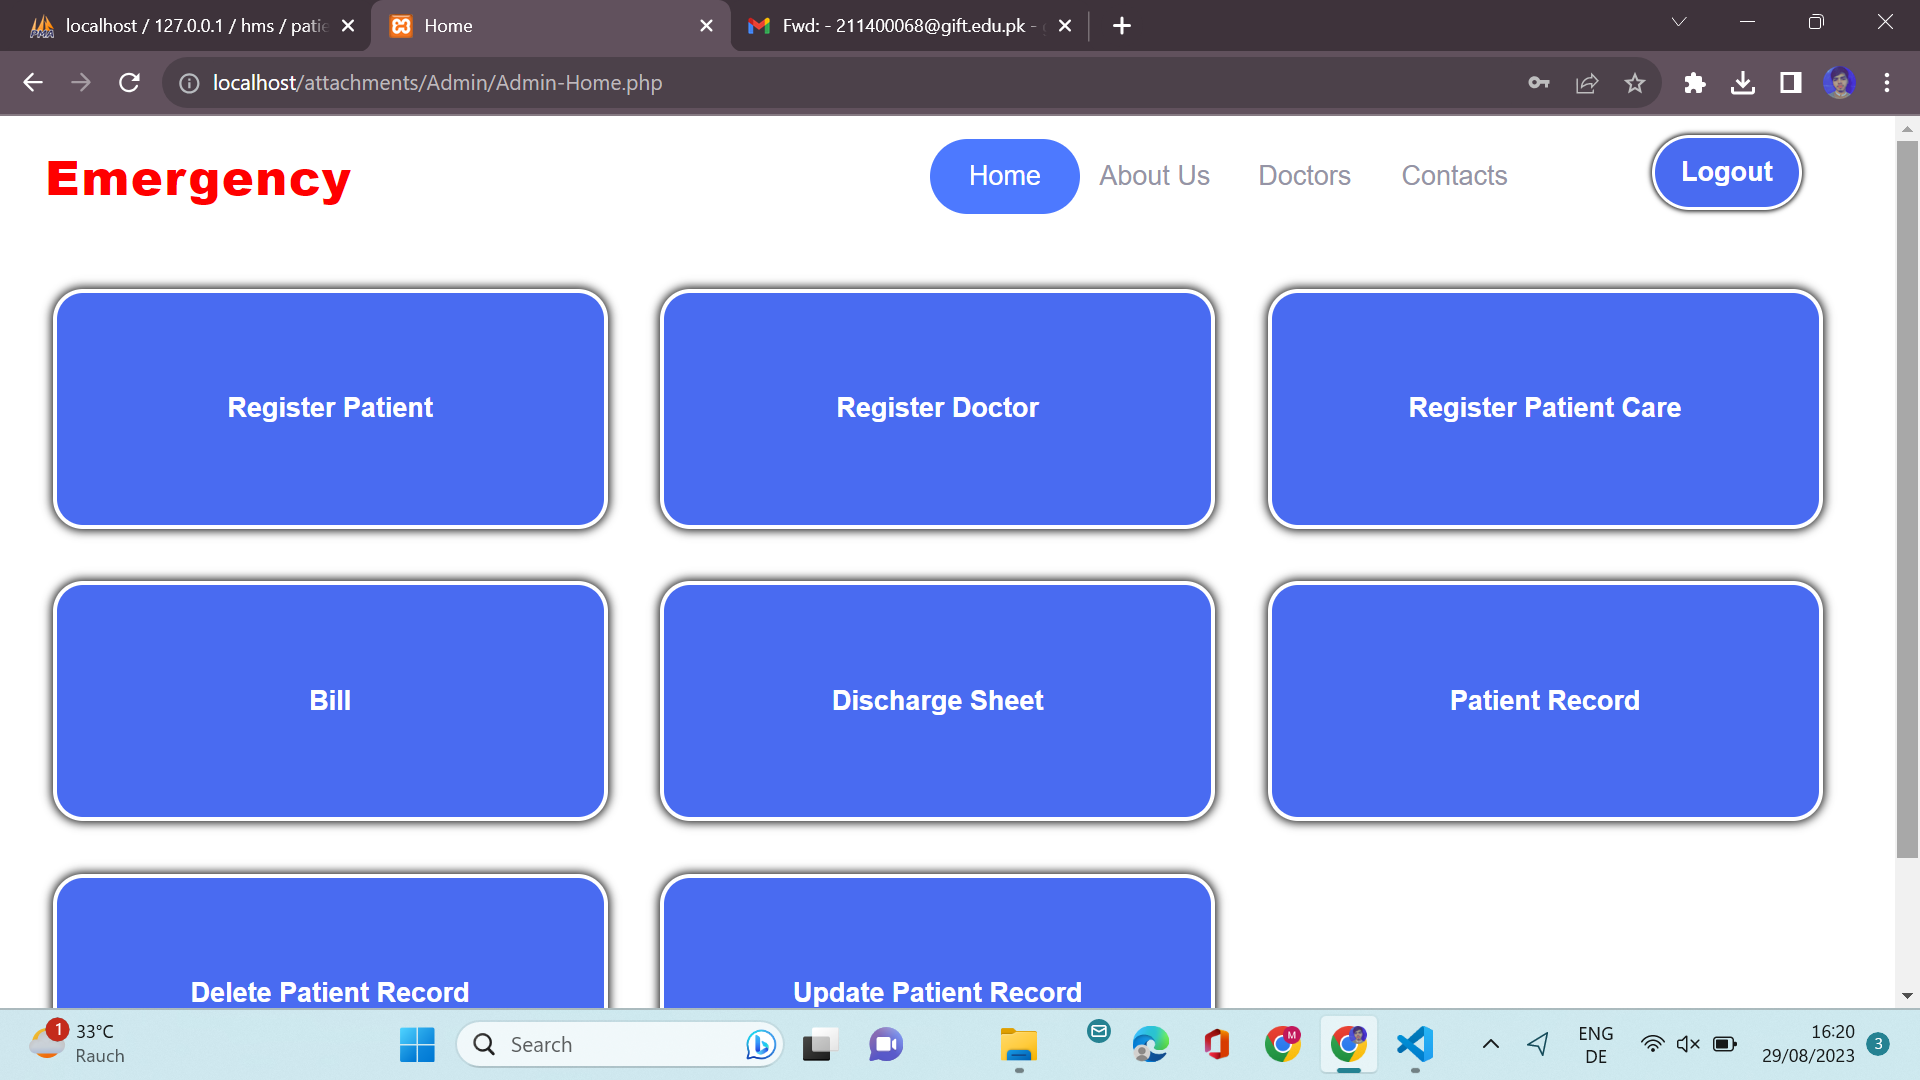 localhost / 127.0.0.1 / hms / patie
Home
Fwd: - 211400068@gift.edu.pk -
localhost/attachments/Admin/Admin-Home.php
Emergency
Home
About Us
Doctors
Contacts
Logout
Register Patient
Register Doctor
Register Patient Care
Bill
Discharge Sheet
Patient Record
Delete Patient Record
Update Patient Record
1
33°C
Rauch
Search
M
ENG
DE
16:20
29/08/2023
3